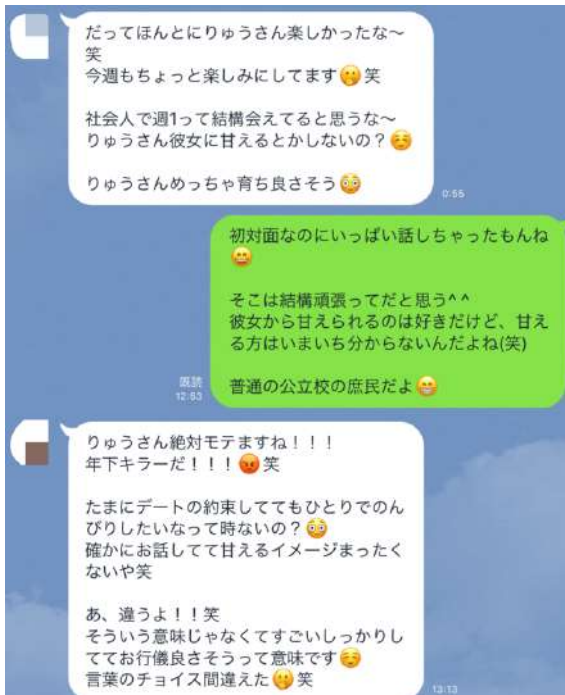 だってほんとにりゅうさん楽しかったな〜
笑
今週もちょっと楽しみにしてます🤭笑
社会人で週1って結構会えてると思うな〜
りゅうさん彼女に甘えるとかしないの？☺️
りゅうさんめっちゃ育ち良さそう😳
0:55
初対面なのにいっぱい話しちゃったもんね
😁
そこは結構頑張ってだと思う^ ^
彼女から甘えられるのは好きだけど、甘え
る方はいまいち分からないんだよね(笑)
普通の公立校の庶民だよ😁
既読
12:53
りゅうさん絶対モテますね！！！
年下キラーだ！！！😡笑
たまにデートの約束しててもひとりでのん
びりしたいなって時ないの？😳
確かにお話してて甘えるイメージまったく
ないや笑
あ、違うよ！！笑
そういう意味じゃなくてすごいしっかりし
ててお行儀良さそうって意味です☺️
言葉のチョイス間違えた🤭笑
13:13